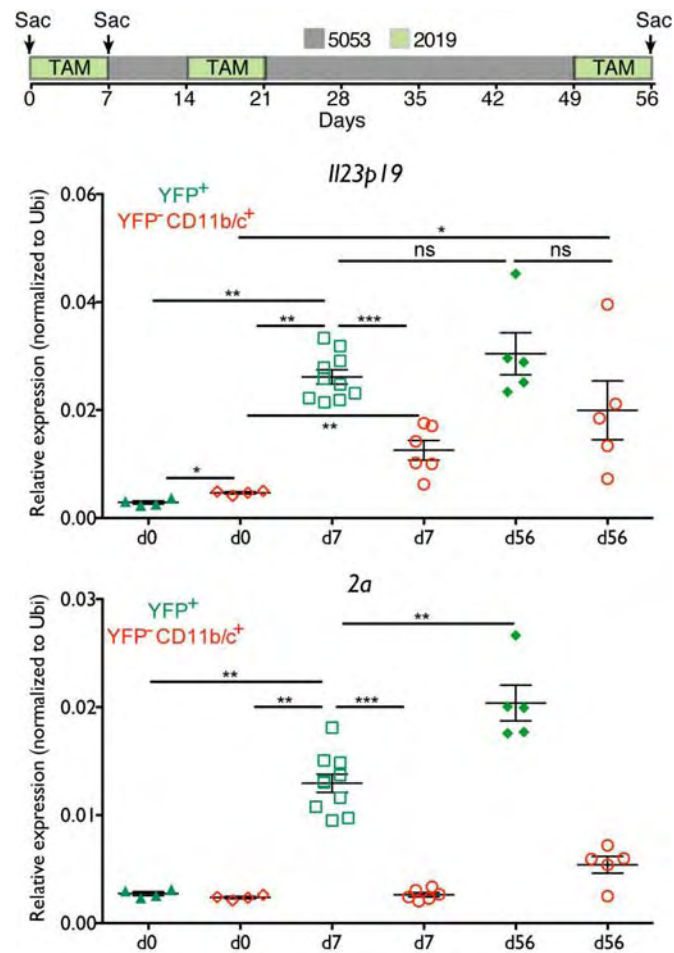 Sac Sac Sac
5053 2019
TAM TAM TAM
0 7 14 21 28 35 42 49 56
Days
Il23p19
Relative expression (normalized to Ubi)
0.06
YFP+
YFP- CD11b/c+
*
ns ns
0.04
**
** ***
0.02
**
*
0.00
d0 d0 d7 d7 d56 d56
2a
Relative expression (normalized to Ubi)
0.03
YFP+
YFP- CD11b/c+
**
**
** ***
0.02
0.01
0.00
d0 d0 d7 d7 d56 d56